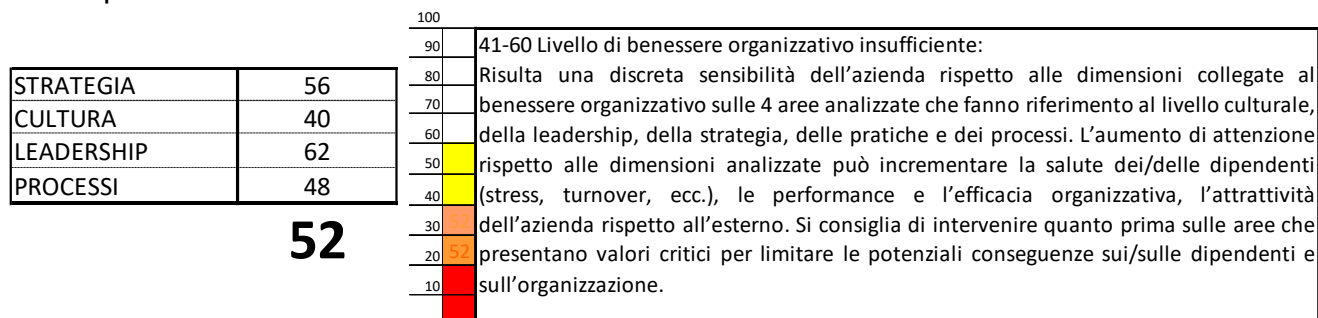 STRATEGIA 56
CULTURA 40
LEADERSHIP 62
PROCESSI 48
52
100
90
80
70
60
50
40
30 52
20 52
10
41-60 Livello di benessere organizzativo insufficiente:
Risulta una discreta sensibilità dell’azienda rispetto alle dimensioni collegate al
benessere organizzativo sulle 4 aree analizzate che fanno riferimento al livello culturale,
della leadership, della strategia, delle pratiche e dei processi. L’aumento di attenzione
rispetto alle dimensioni analizzate può incrementare la salute dei/delle dipendenti
(stress, turnover, ecc.), le performance e l’efficacia organizzativa, l’attrattività
dell’azienda rispetto all’esterno. Si consiglia di intervenire quanto prima sulle aree che
presentano valori critici per limitare le potenziali conseguenze sui/sulle dipendenti e
sull’organizzazione.